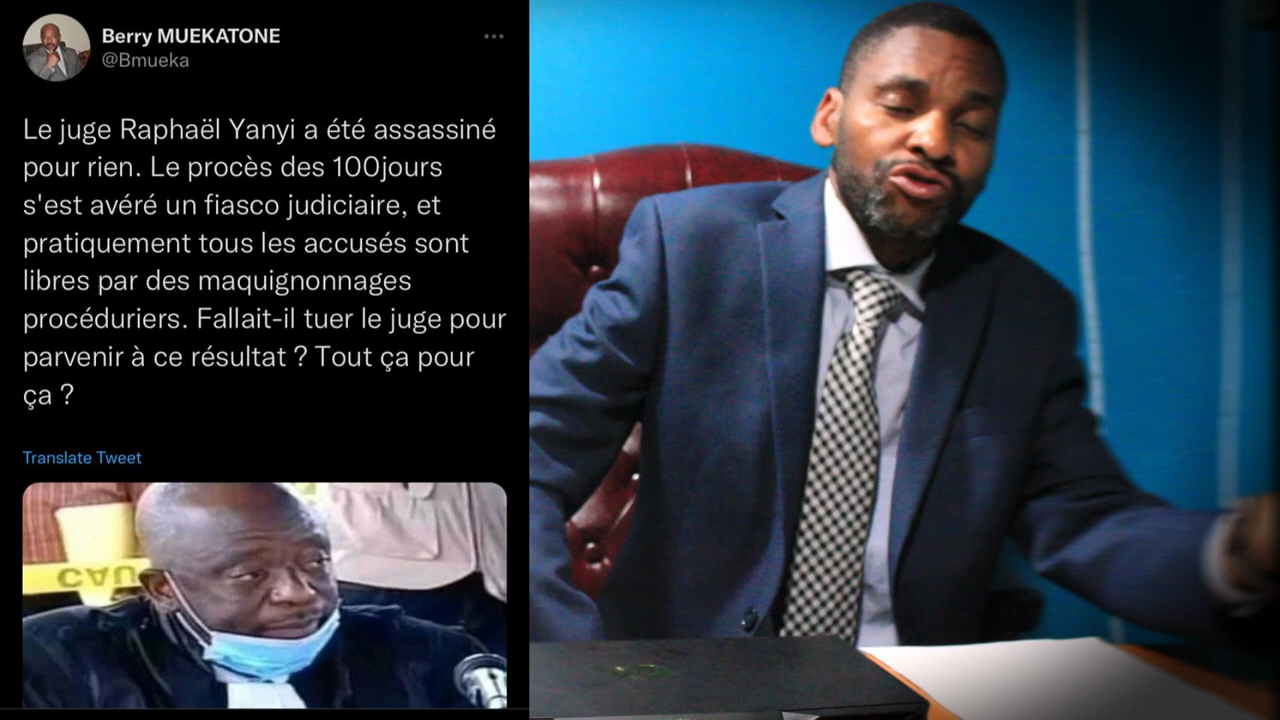 Berry MUEKATONE
@Bmueka
Le juge Raphaël Yanyi a été assassiné
pour rien. Le procès des 100jours
s'est avéré un fiasco judiciaire, et
pratiquement tous les accusés sont
libres par des maquignonnages
procéduriers. Fallait-il tuer le juge pour
parvenir à ce résultat ? Tout ça pour
ça ?
Translate Tweet
CAU